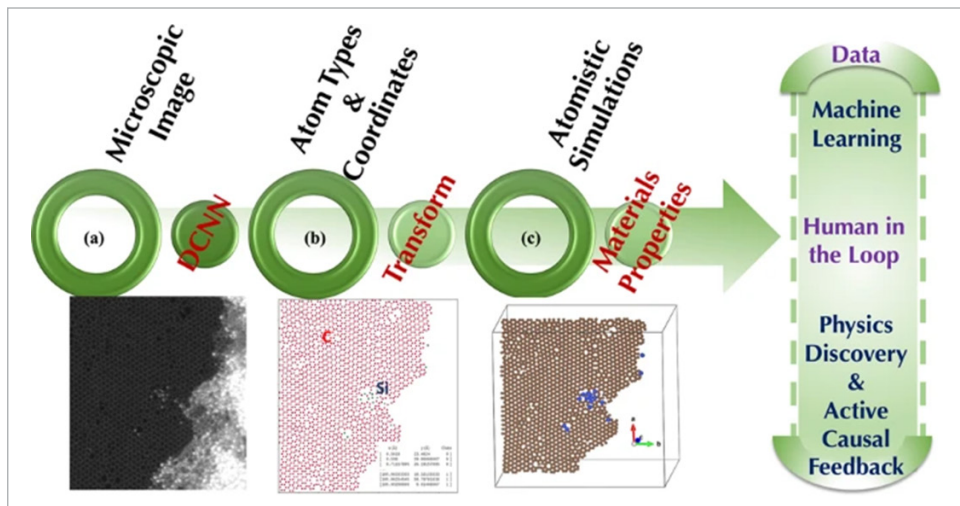 Microscopic
Image
(a)
DCNN
Atom Types
&
Coordinates
(b)
Transform
Atomistic
Simulations
(c)
Materials
Properties
C
Si
a
b
Data
Machine
Learning
Human in
the Loop
Physics
Discovery
&
Active
Causal
Feedback